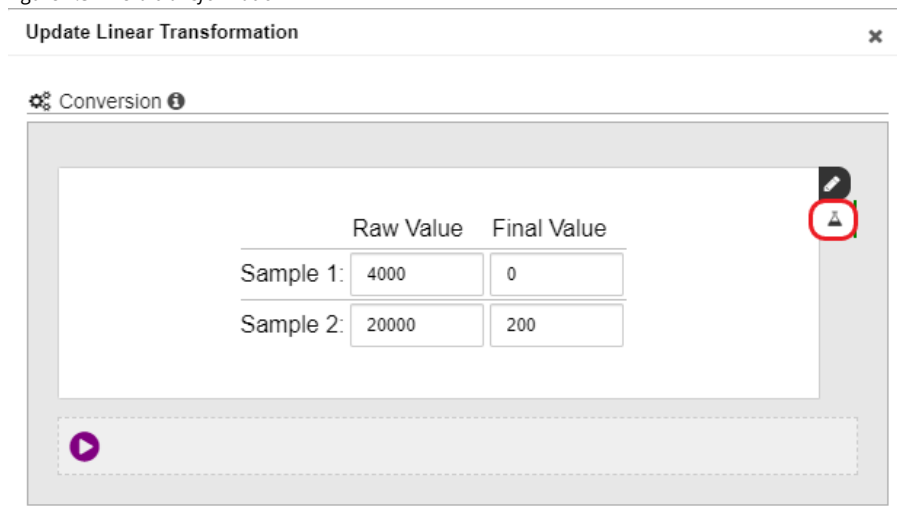 Update Linear Transformation
Conversion
Raw Value Final Value
Sample 1: 4000 0
Sample 2: 20000 200